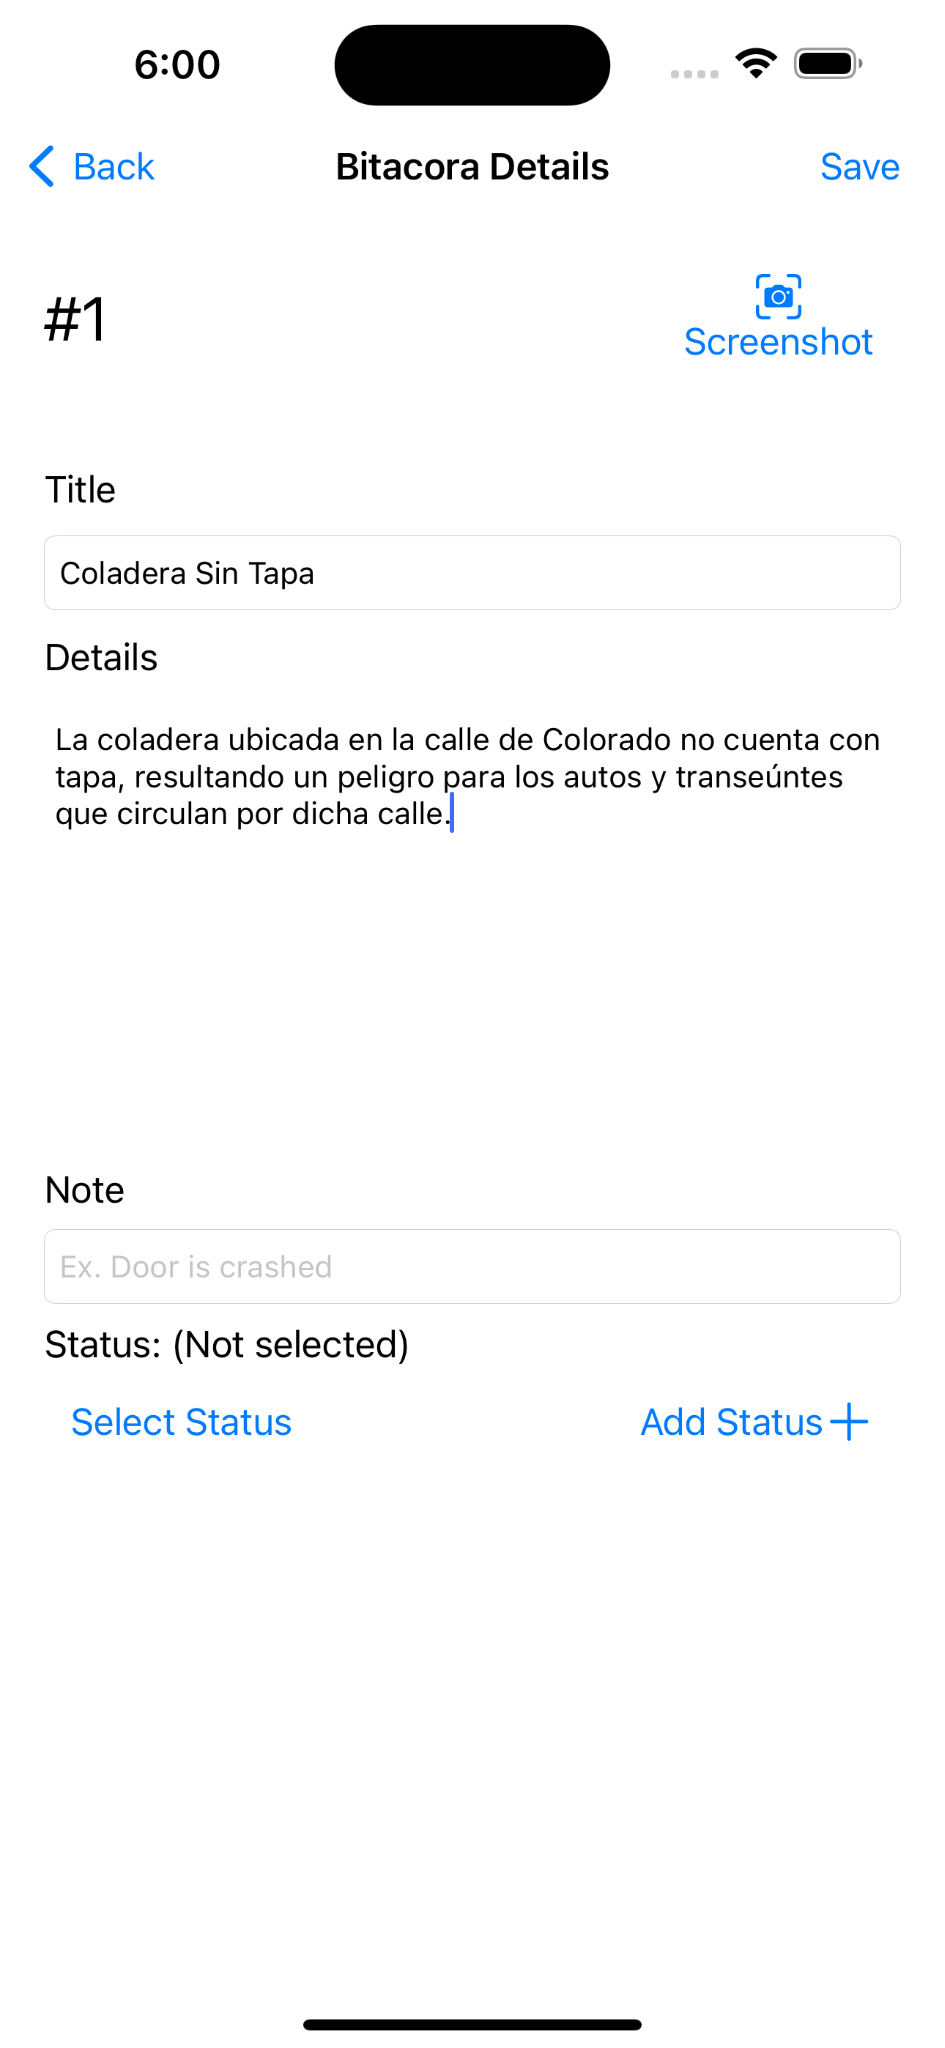 6:00
Back
Bitacora Details
Save
#1
Screenshot
Title
Coladera Sin Tapa
Details
La coladera ubicada en la calle de Colorado no cuenta con
tapa, resultando un peligro para los autos y transeúntes
que circulan por dicha calle.
Note
Ex. Door is crashed
Status: (Not selected)
Select Status
Add Status